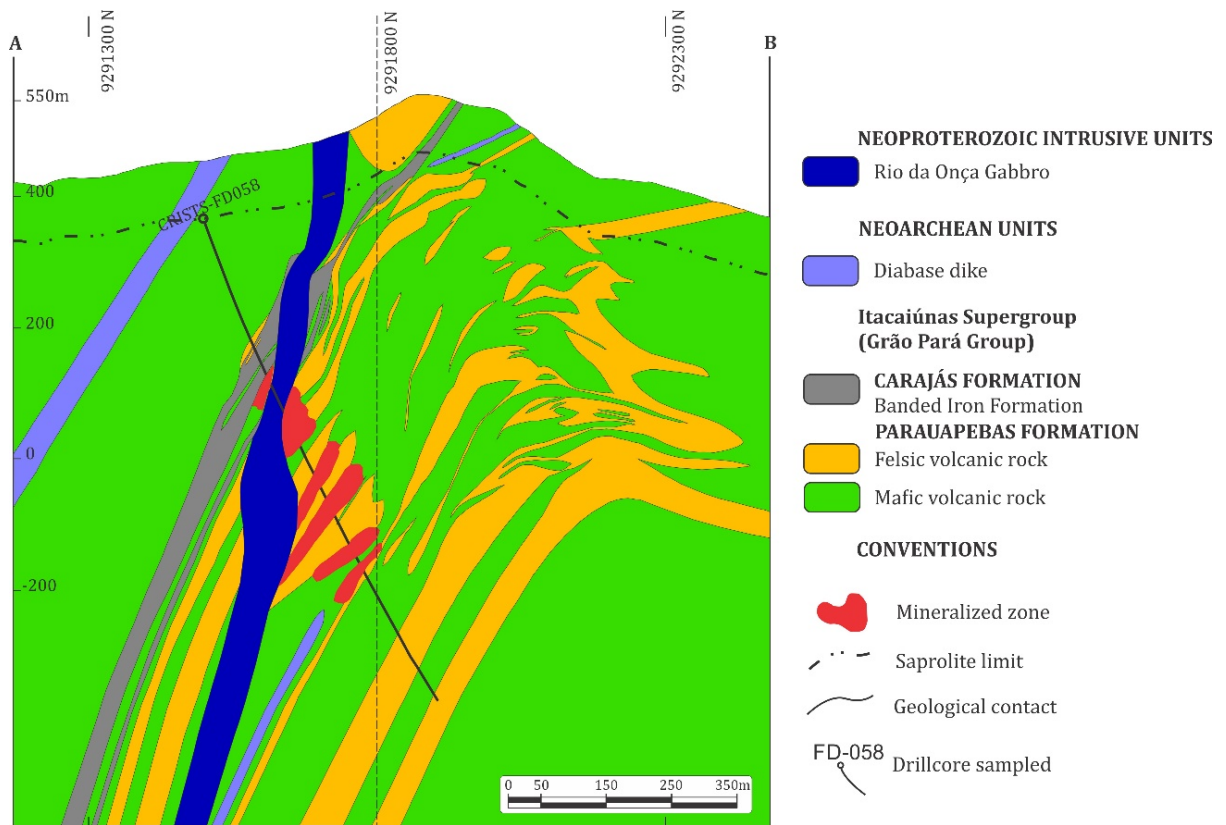 A
B
9291300 N
9291800 N
9292300 N
550m
400
200
0
-200
CRISTS-FD058
0 50 150 250 350m
NEOPROTEROZOIC INTRUSIVE UNITS
Rio da Onça Gabbro
NEOARCHEAN UNITS
Diabase dike
Itacaiúnas Supergroup
(Grão Pará Group)
CARAJÁS FORMATION
Banded Iron Formation
PARAUAPEBAS FORMATION
Felsic volcanic rock
Mafic volcanic rock
CONVENTIONS
Mineralized zone
Saprolite limit
Geological contact
FD-058
Drillcore sampled